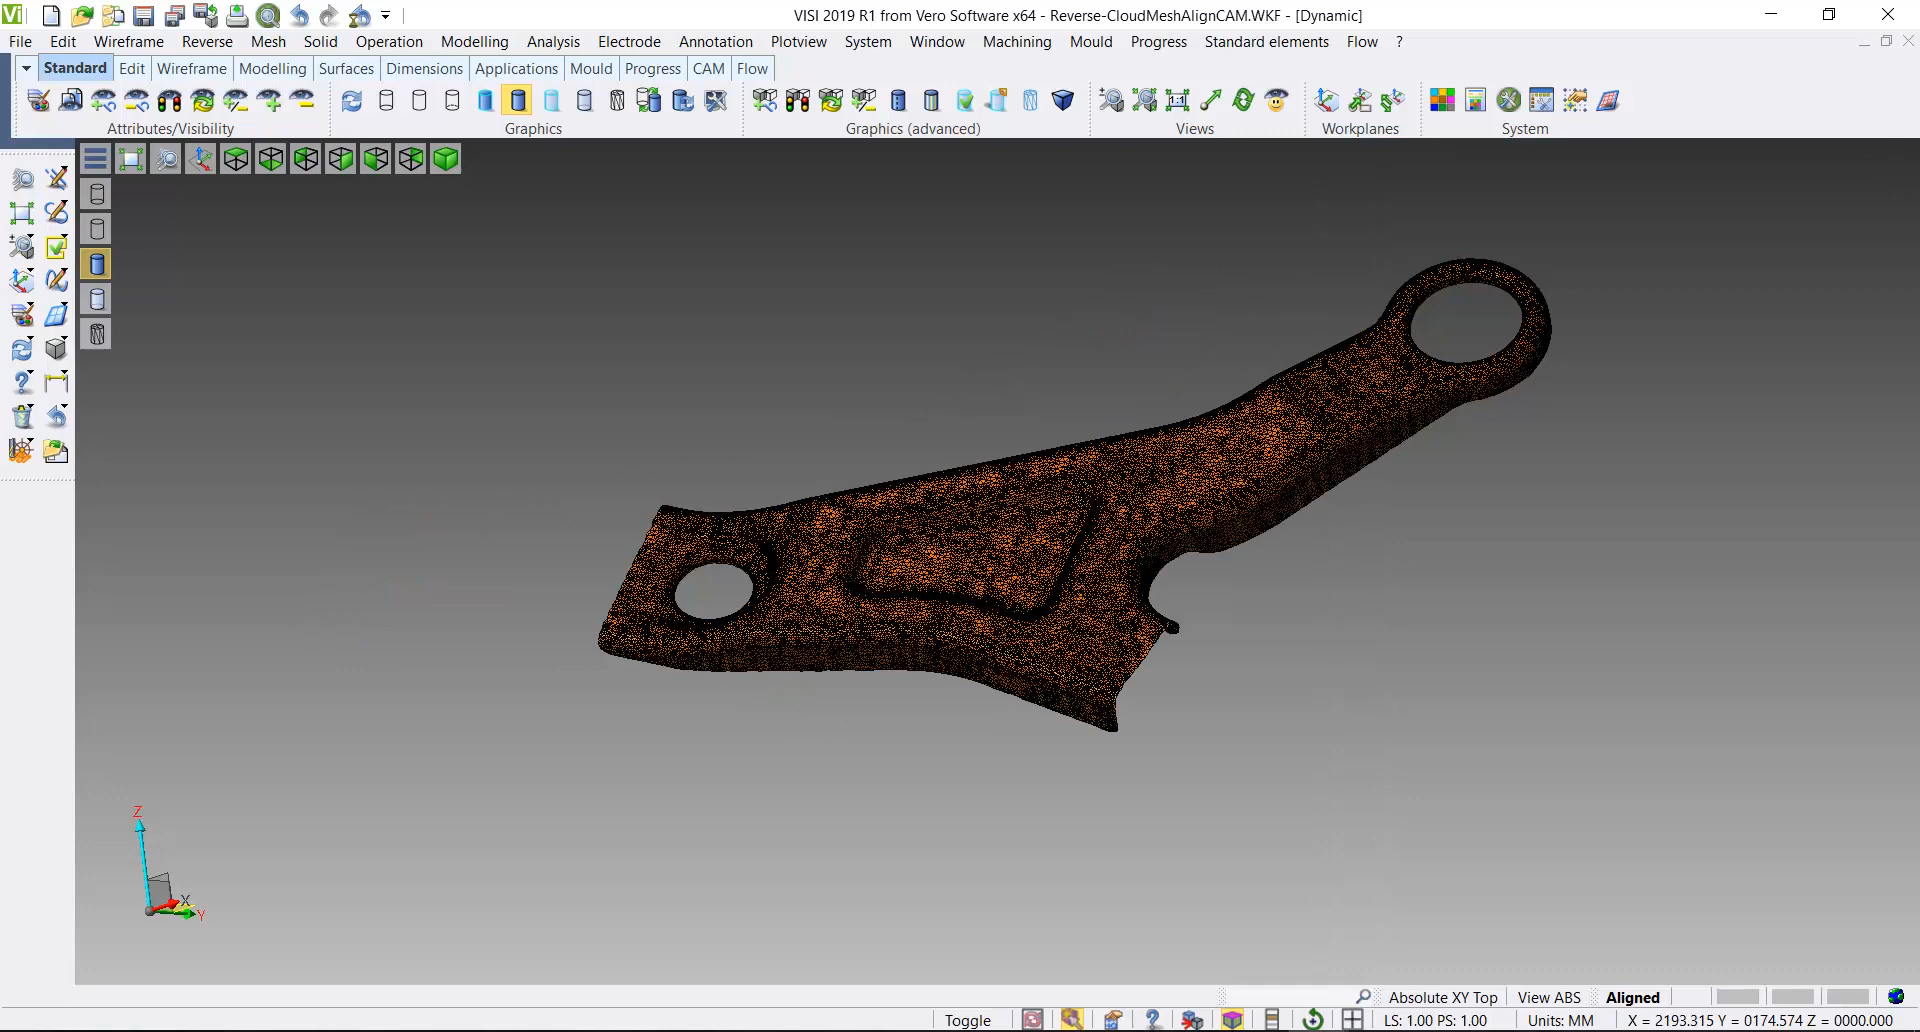 Vi
VISI 2019 R1 from Vero Software x64 - Reverse-CloudMeshAlignCAM.WKF - [Dynamic]
File Edit Wireframe Reverse Mesh Solid Operation Modelling Analysis Electrode Annotation Plotview System Window Machining Mould Progress Standard elements Flow ?
Standard Edit Wireframe Modelling Surfaces Dimensions Applications Mould Progress CAM Flow
Attributes/Visibility Graphics Graphics (advanced) Views Workplanes System
Z
X
Y
Absolute XY Top View ABS Aligned
Toggle LS: 1.00 PS: 1.00 Units: MM X = 2193.315 Y = 0174.574 Z = 0000.000